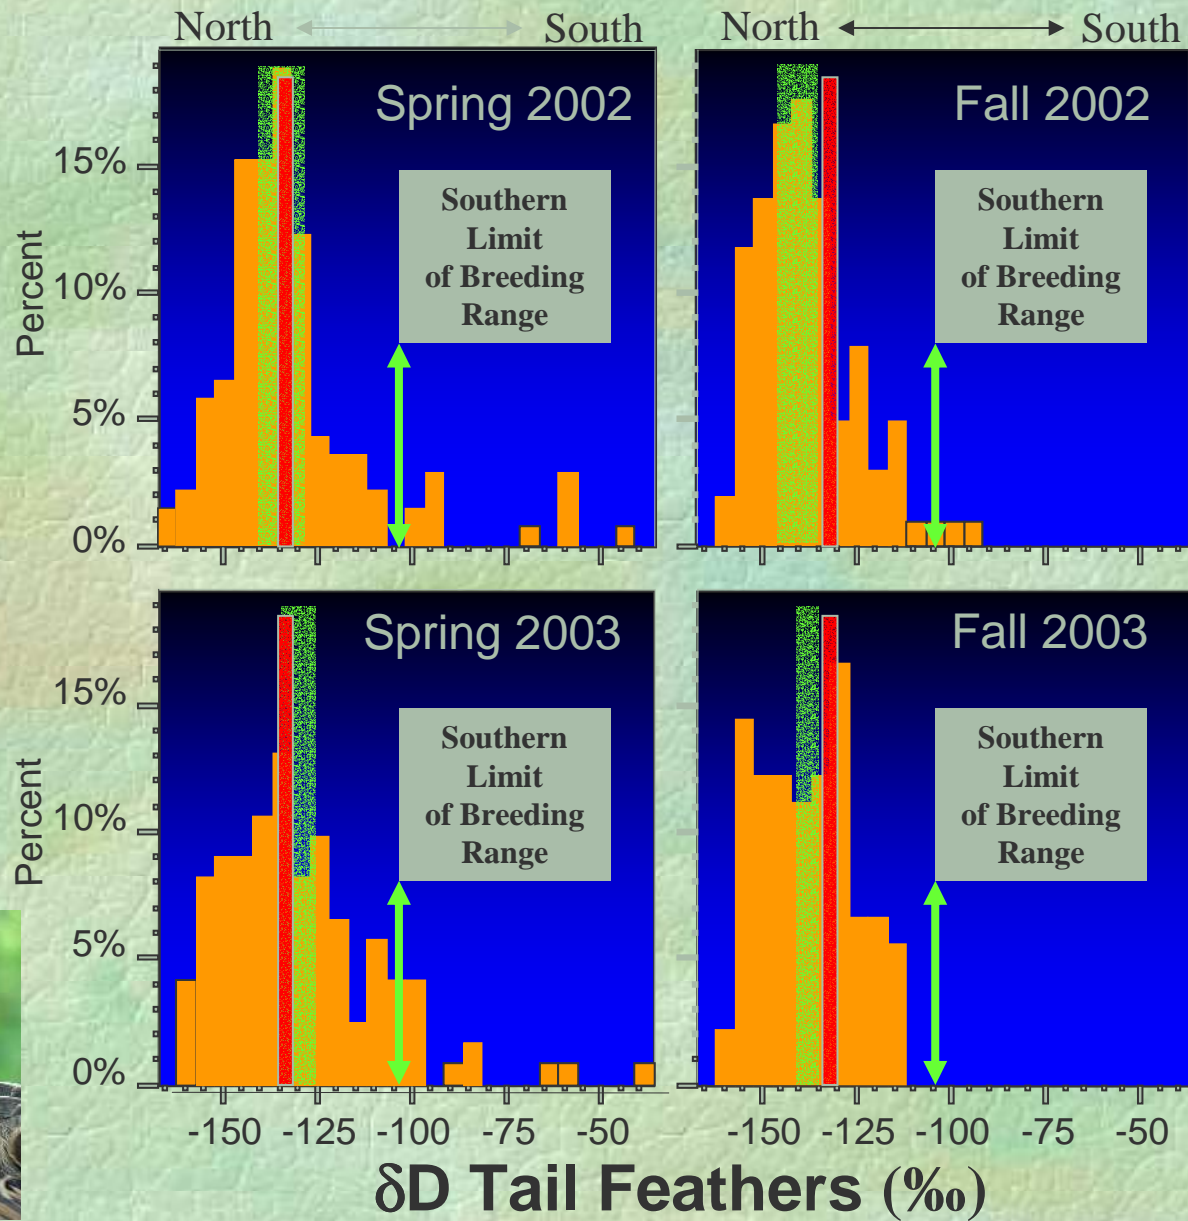 North South North South
Spring 2002
Fall 2002
Southern
Limit
of Breeding
Range
Southern
Limit
of Breeding
Range
Percent
15%
10%
5%
0%
Spring 2003
Fall 2003
Southern
Limit
of Breeding
Range
Southern
Limit
of Breeding
Range
Percent
15%
10%
5%
0%
-150 -125 -100 -75 -50 -150 -125 -100 -75 -50
δD Tail Feathers (‰)